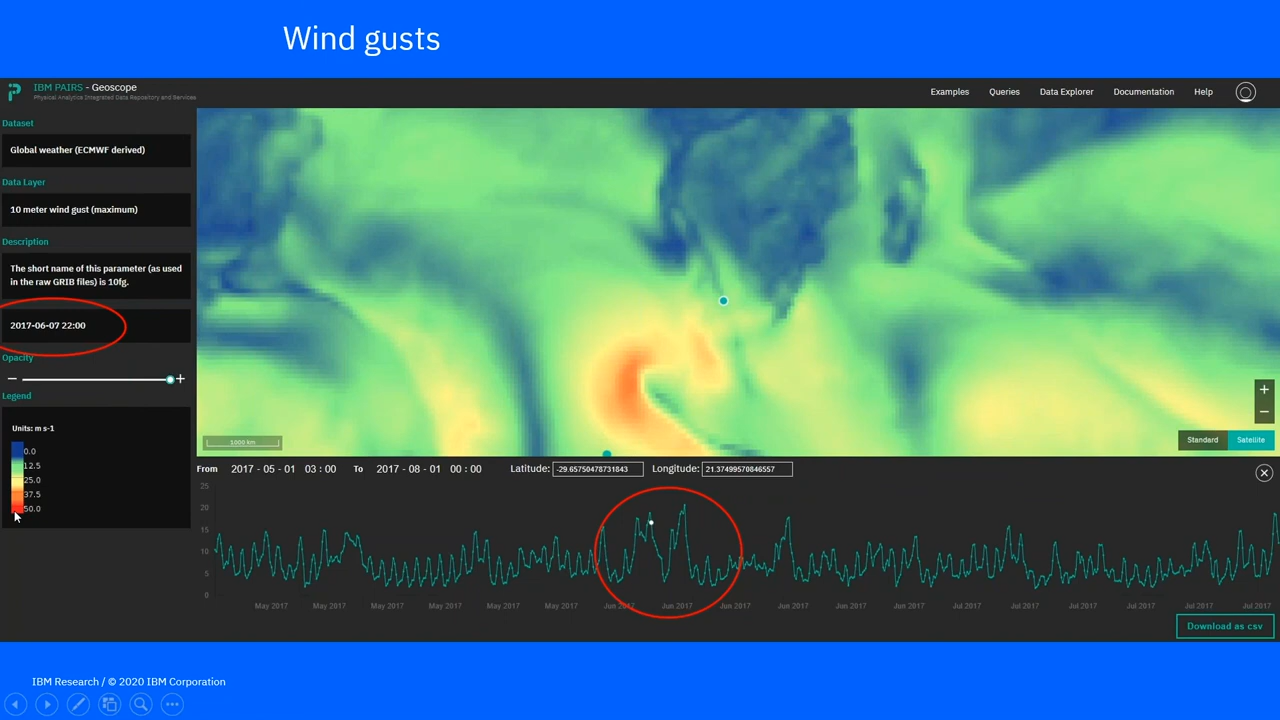 Wind gusts
IBM PAIRS - Geoscope
Physical Analytics Integrated Data Repository and Services
Examples
Queries
Data Explorer
Documentation
Help
Dataset
Global weather (ECMWF derived)
Data Layer
10 meter wind gust (maximum)
Description
The short name of this parameter (as used
in the raw GRIB files) is 10fg.
2017-06-07 22:00
Opacity
Legend
Units: m s-1
0.0
12.5
25.0
37.5
50.0
1000 km
Standard
Satellite
From 2017 - 05 - 01 03 : 00 To 2017 - 08 - 01 00 : 00 Latitude: -29.65750478731843 Longitude: 21.37499570846557
25
20
15
10
5
0
May 2017 May 2017 May 2017 May 2017 May 2017 May 2017 Jun 2017 Jun 2017 Jun 2017 Jun 2017 Jun 2017 Jun 2017 Jul 2017 Jul 2017 Jul 2017 Jul 2017 Jul 2017 Jul 2017
Download as csv
IBM Research / © 2020 IBM Corporation